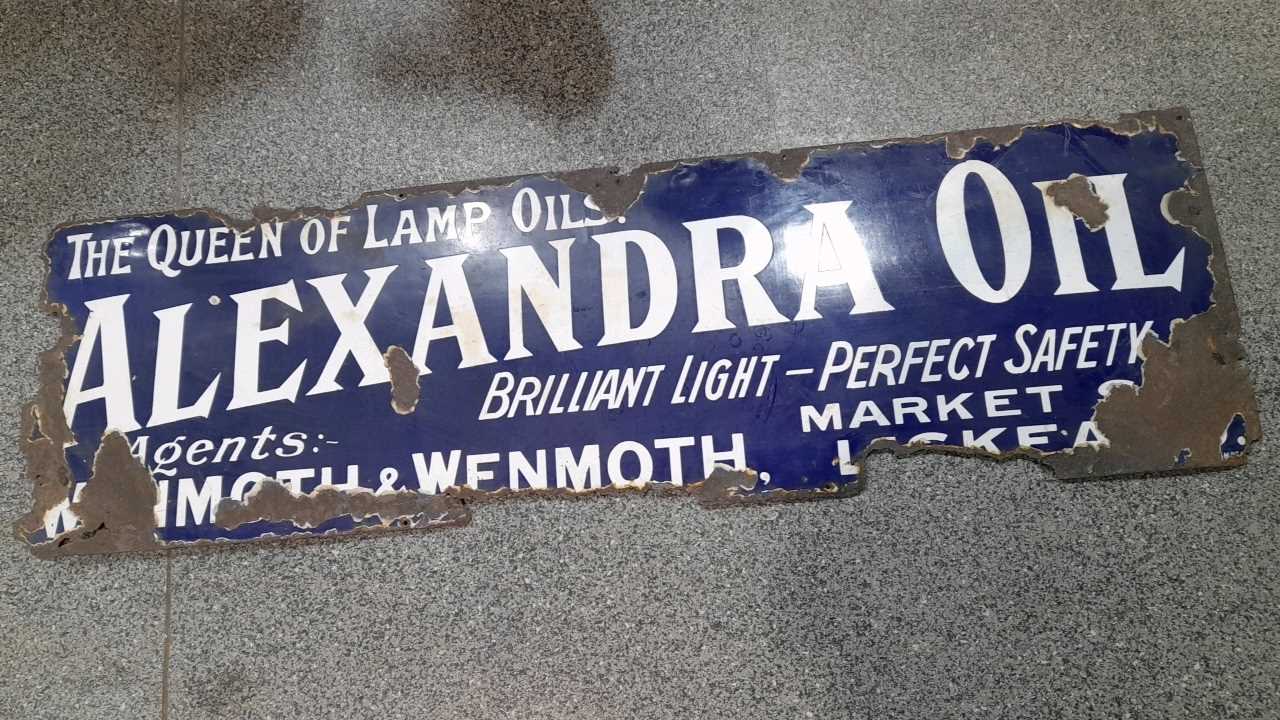 THE QUEEN OF LAMP OILS.
ALEXANDRA OIL
BRILLIANT LIGHT – PERFECT SAFETY
Agents:-
& WENMOTH,
MARKET